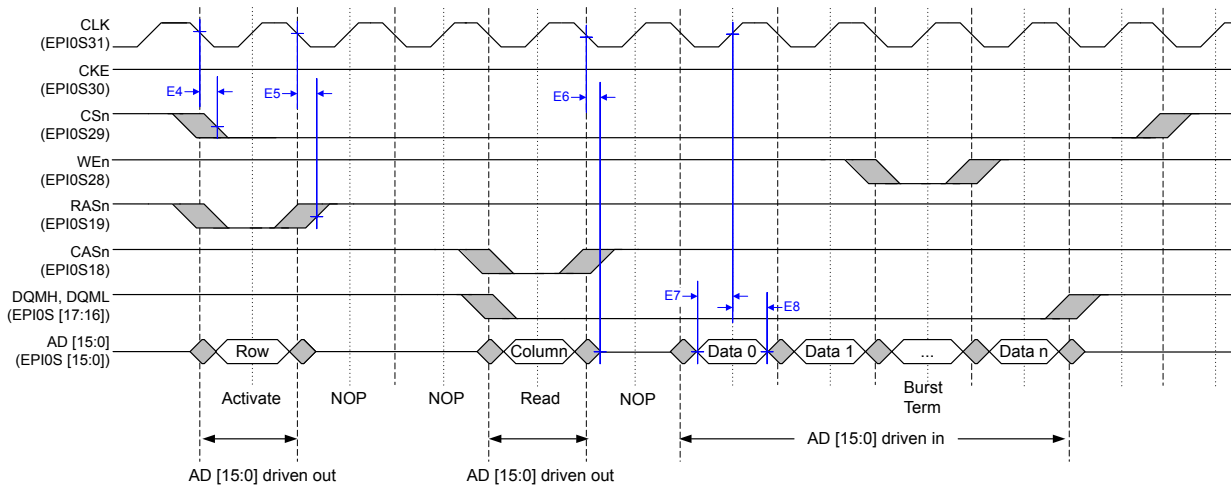 CLK
(EPI0S31)
CKE
(EPI0S30)
E4
E5
E6
CSn
(EPI0S29)
WEn
(EPI0S28)
RASn
(EPI0S19)
CASn
(EPI0S18)
DQMH, DQML
(EPI0S [17:16])
E7
E8
AD [15:0]
(EPI0S [15:0])
Row
Column
Data 0
Data 1
...
Data n
Activate
NOP
NOP
Read
NOP
Burst
Term
AD [15:0] driven in
AD [15:0] driven out
AD [15:0] driven out